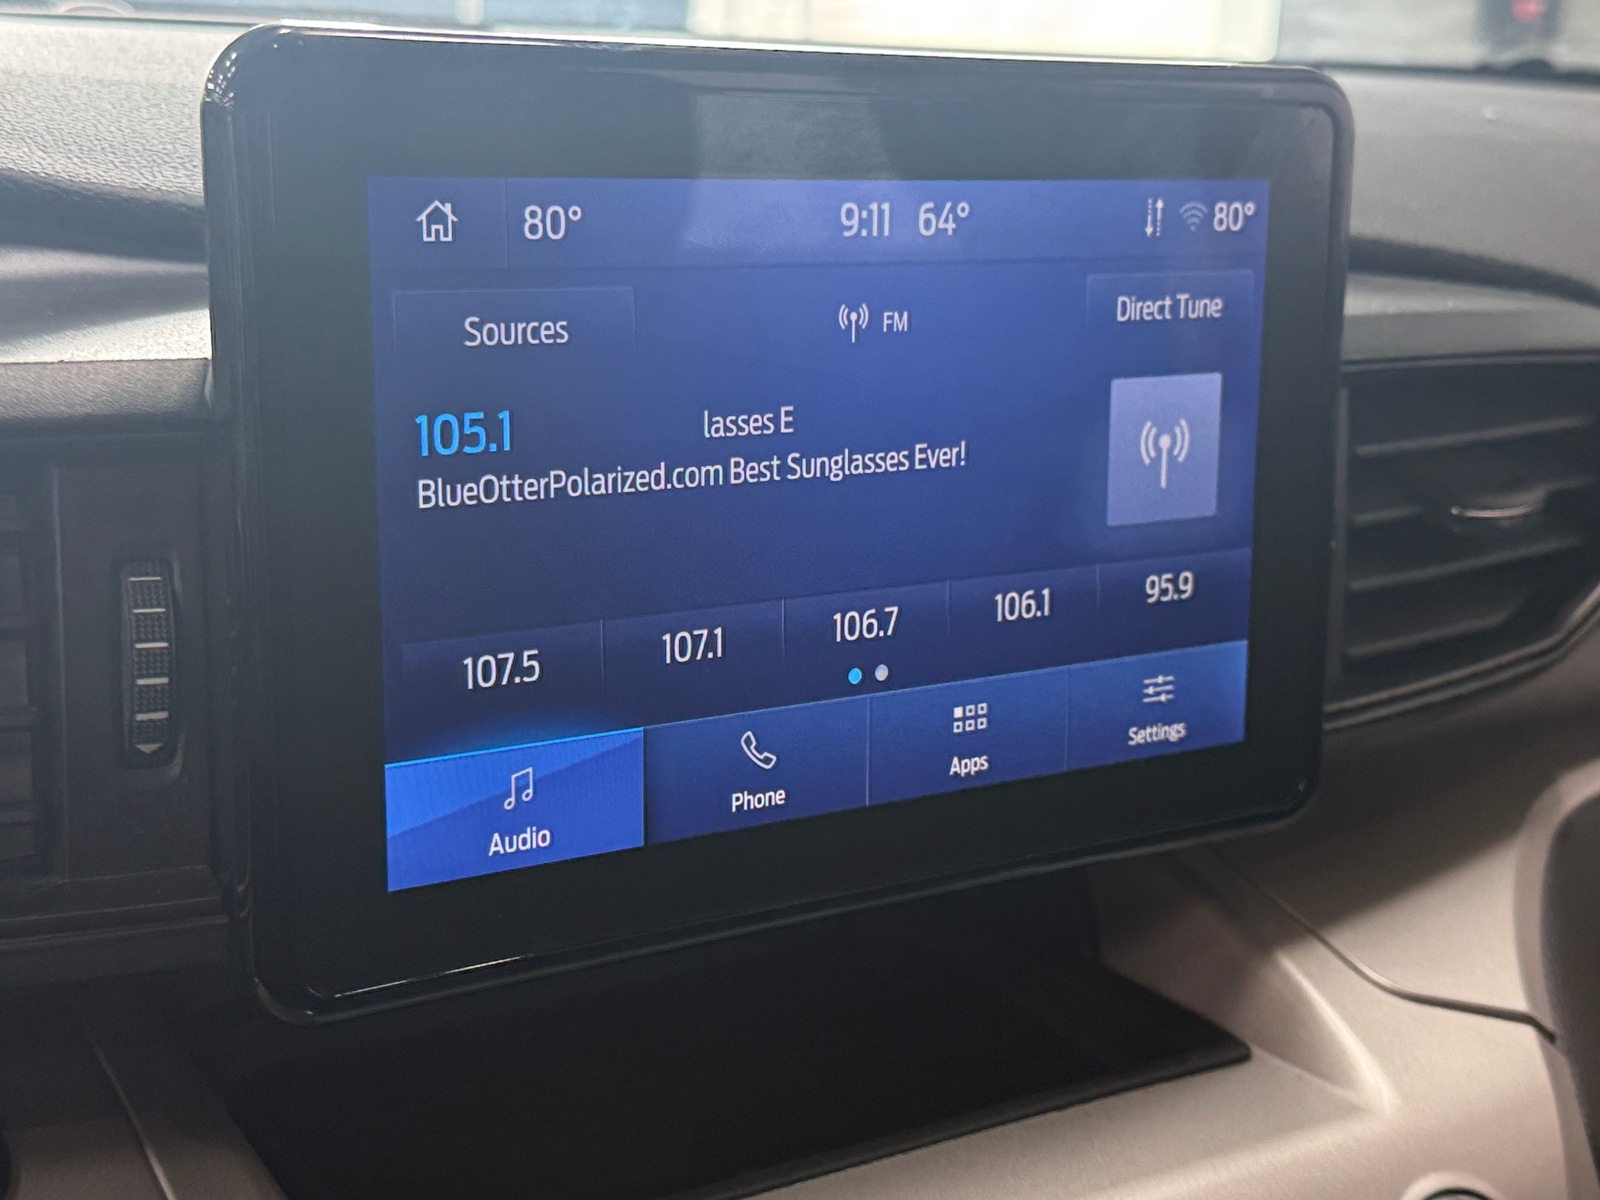 80° 9:11 64° 80°
Sources FM Direct Tune
105.1 lasses E
BlueOtterPolarized.com Best Sunglasses Ever!
107.5 107.1 106.7 106.1 95.9
Audio Phone Apps Settings